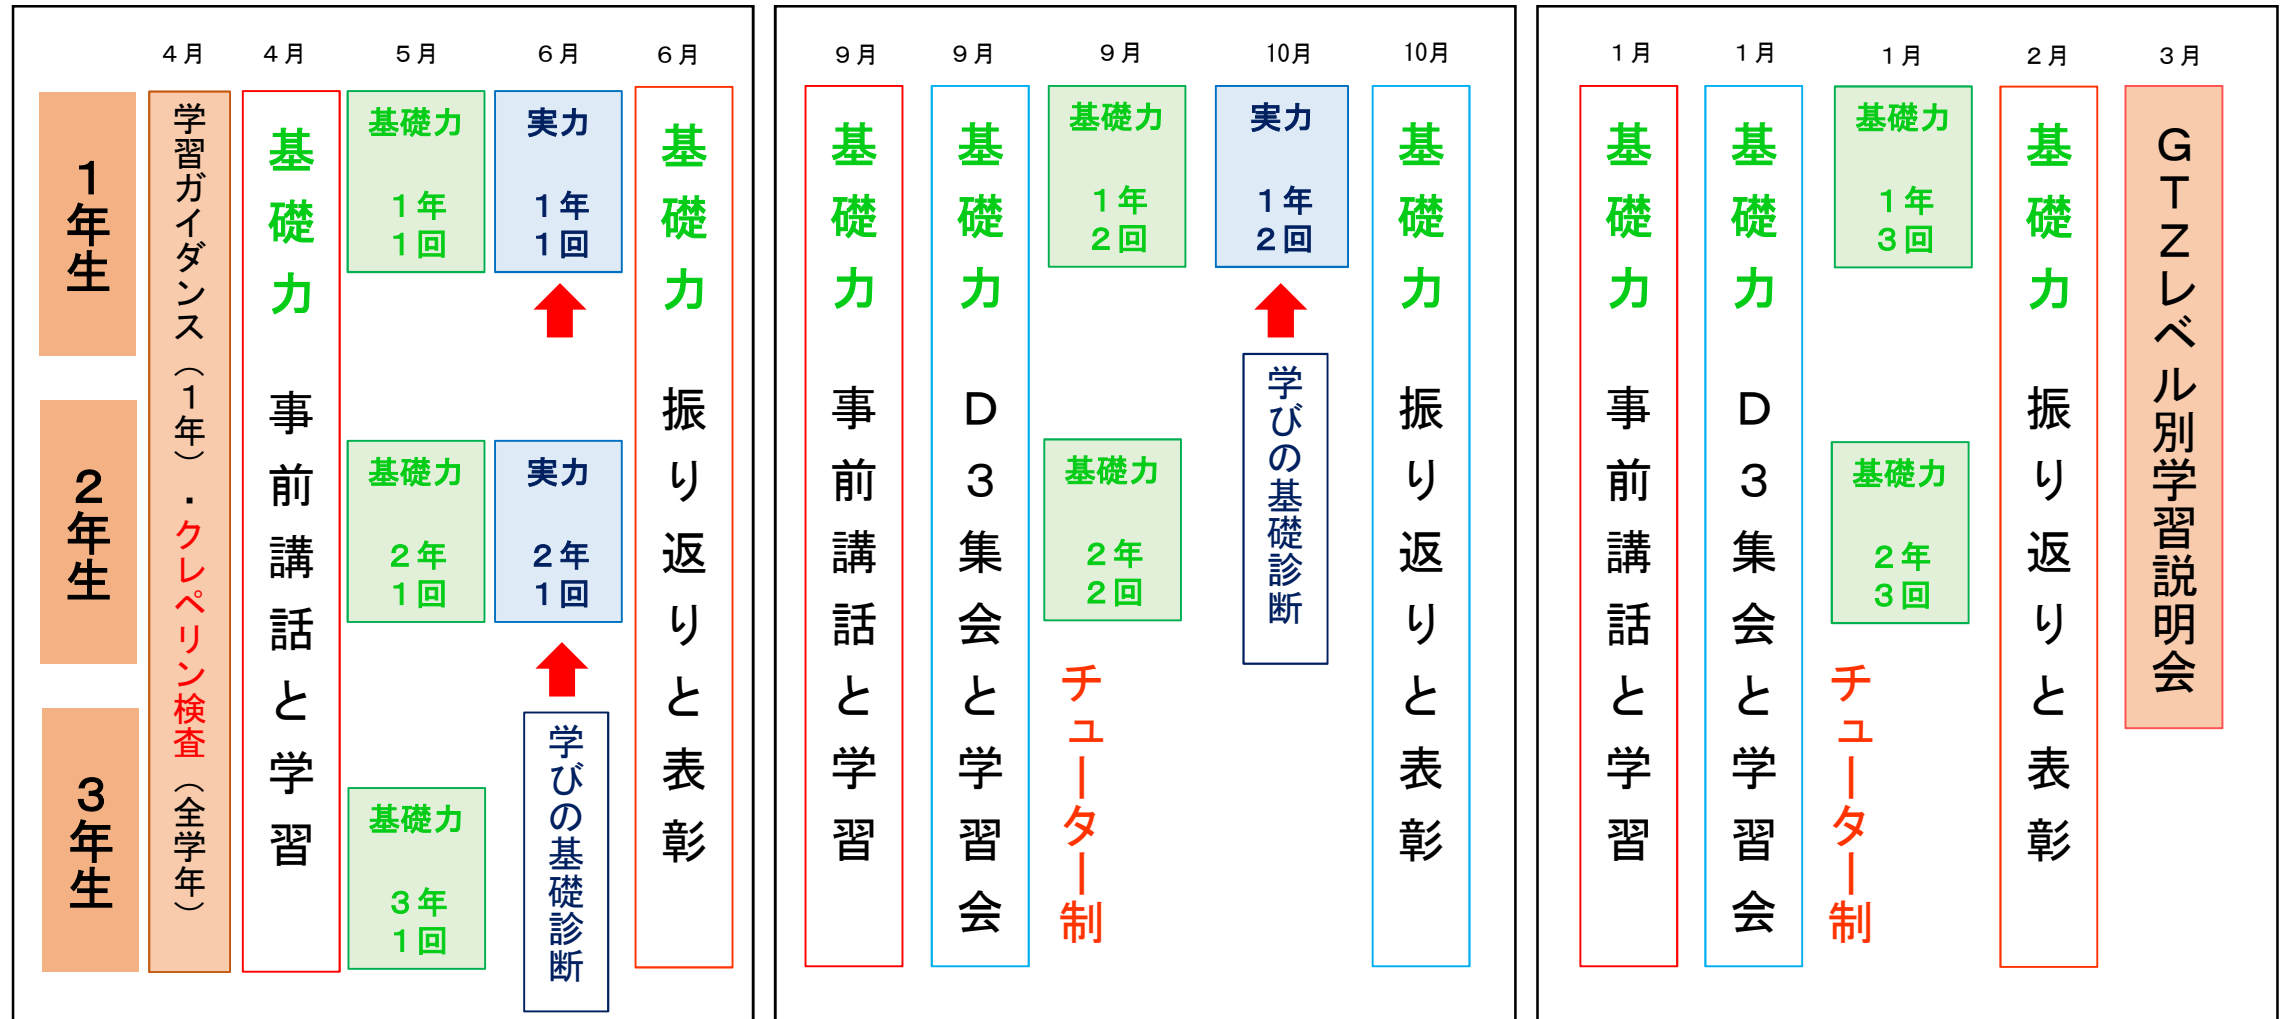 ４月
４月
５月
６月
６月
１年生
２年生
３年生
学習ガイダンス（１年）・クレペリン検査（全学年）
基礎力　事前講話と学習
基礎力
１年
１回
基礎力
２年
１回
基礎力
３年
１回
実力
１年
１回
実力
２年
１回
学びの基礎診断
基礎力　振り返りと表彰
９月
９月
９月
10月
10月
基礎力　事前講話と学習
基礎力　Ｄ３集会と学習会
基礎力
１年
２回
基礎力
２年
２回
チューター制
実力
１年
２回
学びの基礎診断
基礎力　振り返りと表彰
１月
１月
１月
２月
３月
基礎力　事前講話と学習
基礎力　Ｄ３集会と学習会
基礎力
１年
３回
基礎力
２年
３回
チューター制
基礎力　振り返りと表彰
ＧＴＺレベル別学習説明会